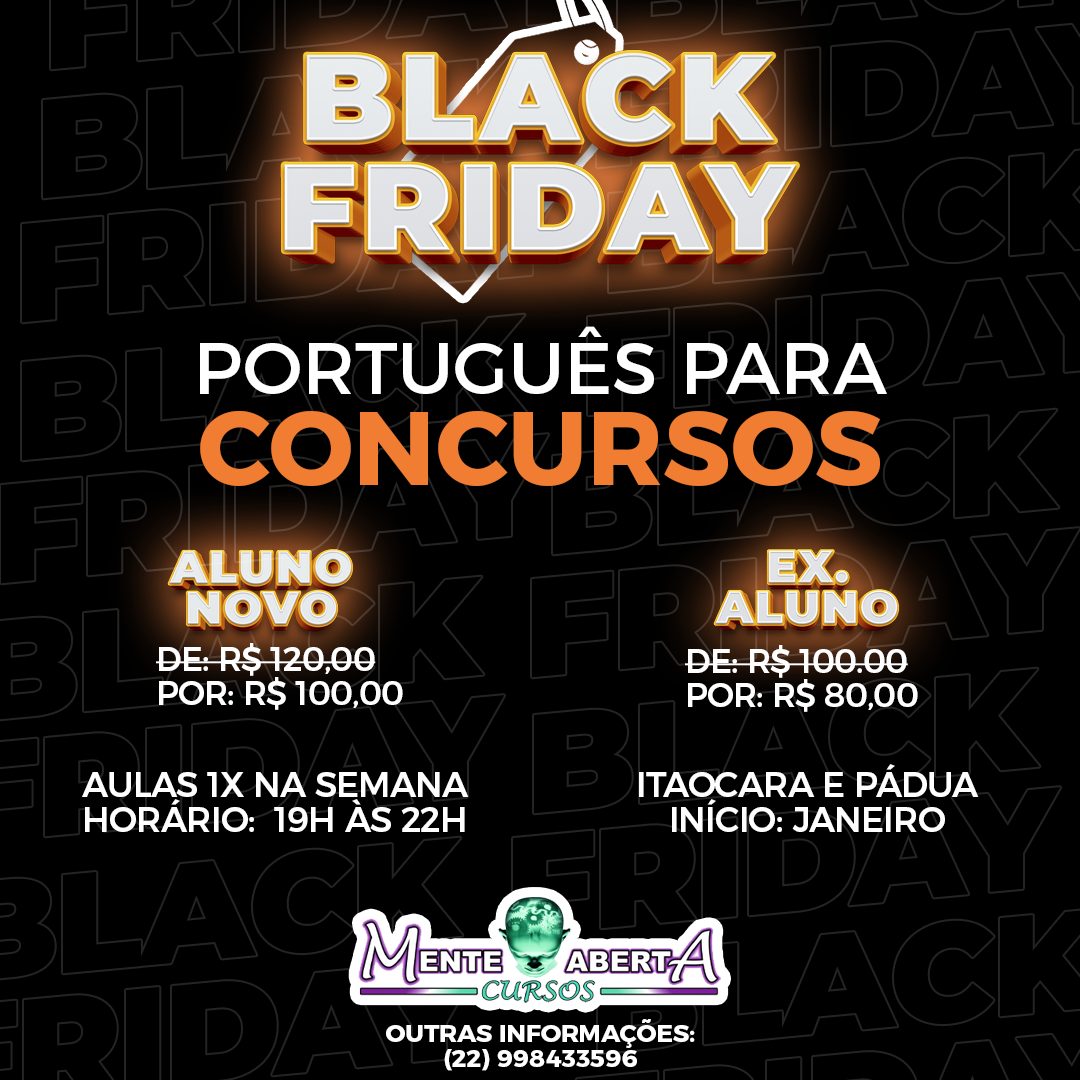 BLACK
FRIDAY
PORTUGUÊS PARA
CONCURSOS
ALUNO
NOVO
DE: R$ 120,00
POR: R$ 100,00
EX.
ALUNO
DE: R$ 100.00
POR: R$ 80,00
AULAS 1X NA SEMANA
HORÁRIO: 19H ÀS 22H
ITAOCARA E PÁDUA
INÍCIO: JANEIRO
MENTE ABERTA
CURSOS
OUTRAS INFORMAÇÕES:
(22) 998433596